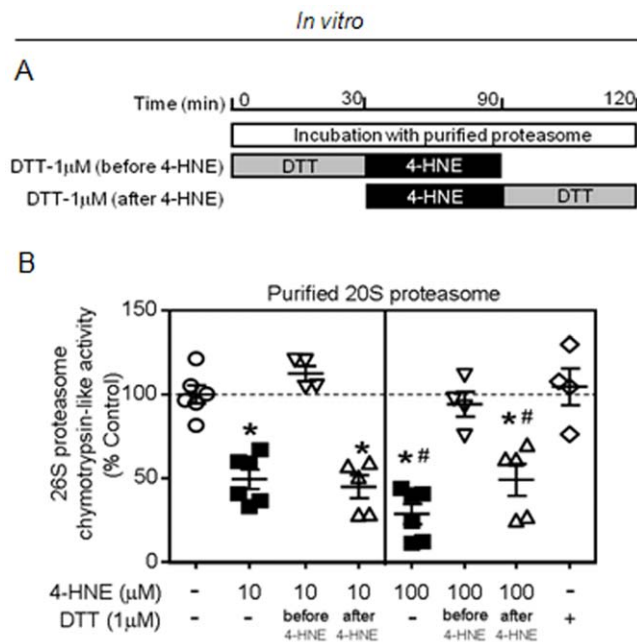 In vitro
A
Time (min) 0 30 90 120
Incubation with purified proteasome
DTT-1µM (before 4-HNE) DTT 4-HNE
DTT-1µM (after 4-HNE) 4-HNE DTT
B
Purified 20S proteasome
26S proteasome
chymotrypsin-like activity
(% Control)
150
100
50
0
* * * # * #
4-HNE (µM) - 10 10 10 100 100 100 -
DTT (1µM) - - before 4-HNE after 4-HNE - before 4-HNE after 4-HNE +